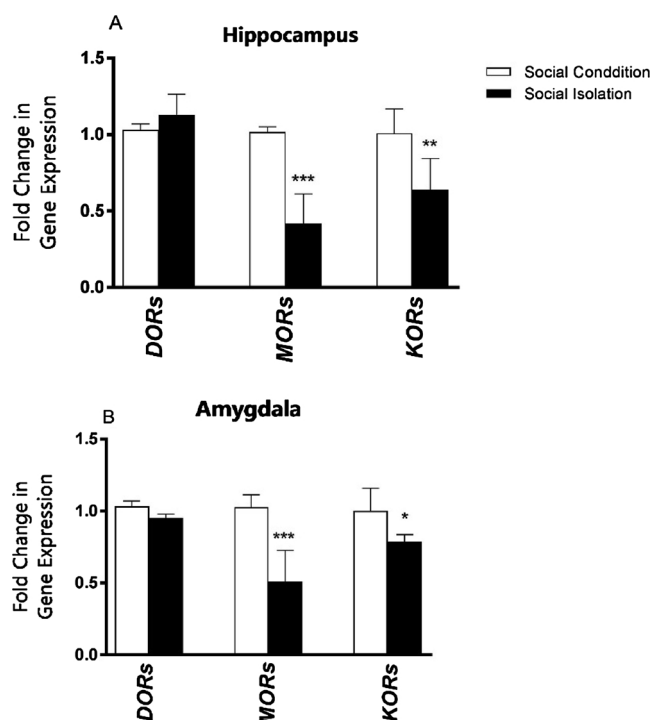 A
Hippocampus
Social Conddition
Social Isolation
Fold Change in
Gene Expression
1.5
1.0
0.5
0.0
***
**
DORs
MORs
KORs
B
Amygdala
Fold Change in
Gene Expression
1.5
1.0
0.5
0.0
***
*
DORs
MORs
KORs